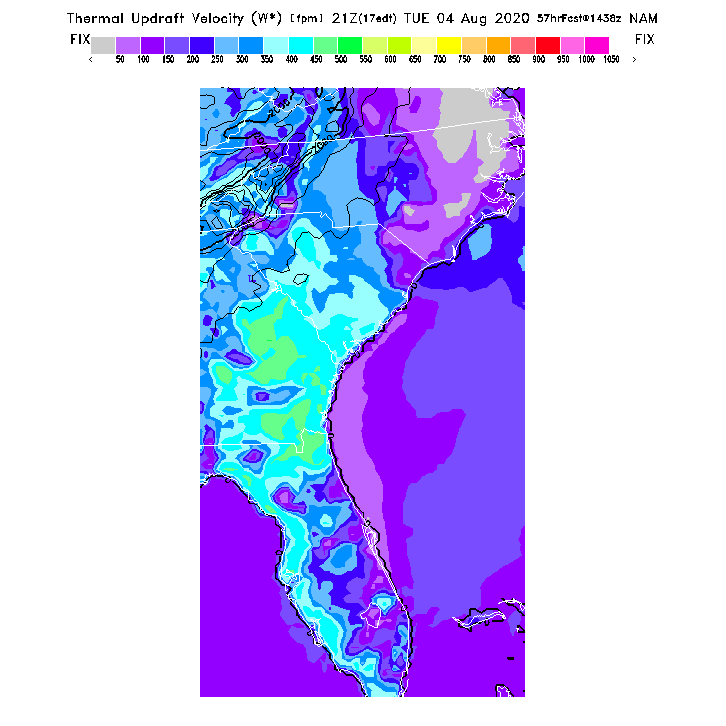 Thermal Updraft Velocity (W*) [fpm] 21Z(17edt) TUE 04 Aug 2020 57hrFcst@1438z NAM
FIX FIX
< 50 100 150 200 250 300 350 400 450 500 550 600 650 700 750 800 850 900 950 1000 1050 >